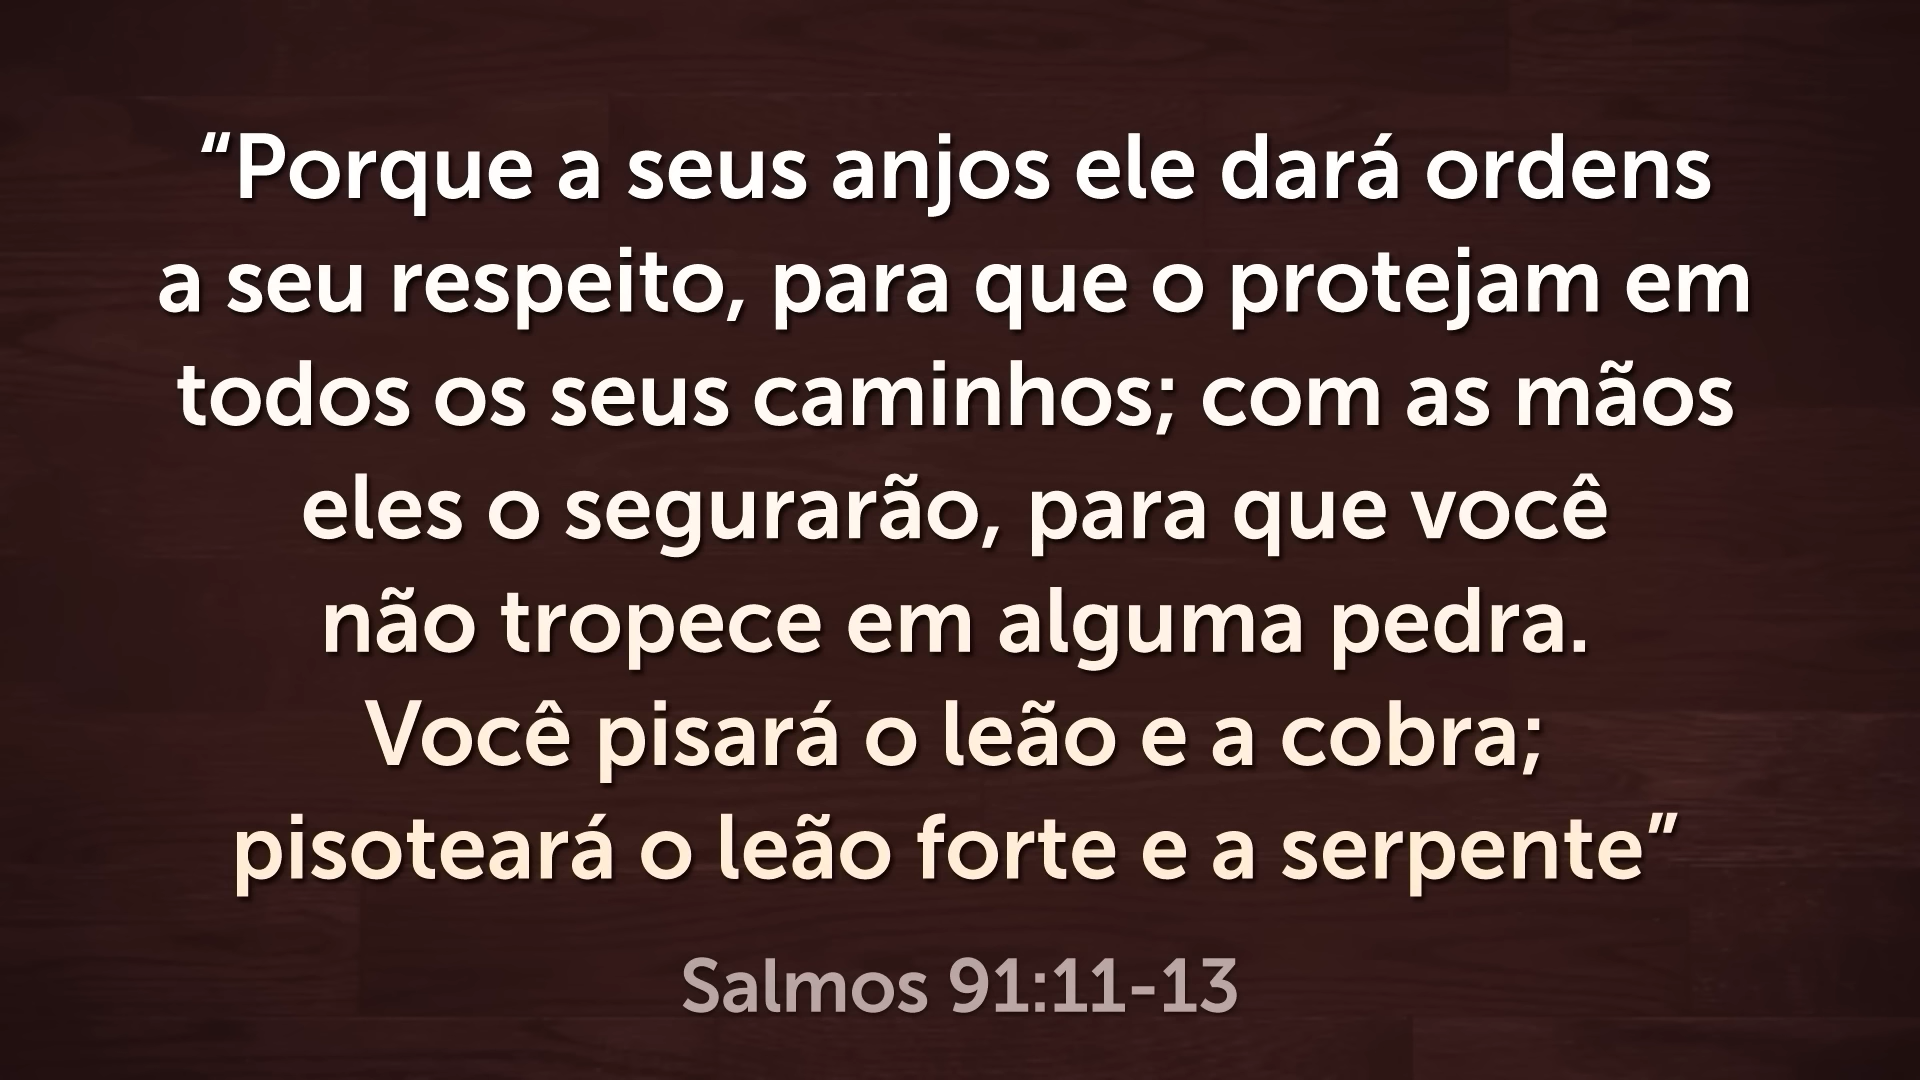 “Porque a seus anjos ele dará ordens
a seu respeito, para que o protejam em
todos os seus caminhos; com as mãos
eles o segurarão, para que você
não tropece em alguma pedra.
Você pisará o leão e a cobra;
pisoteará o leão forte e a serpente”
Salmos 91:11-13